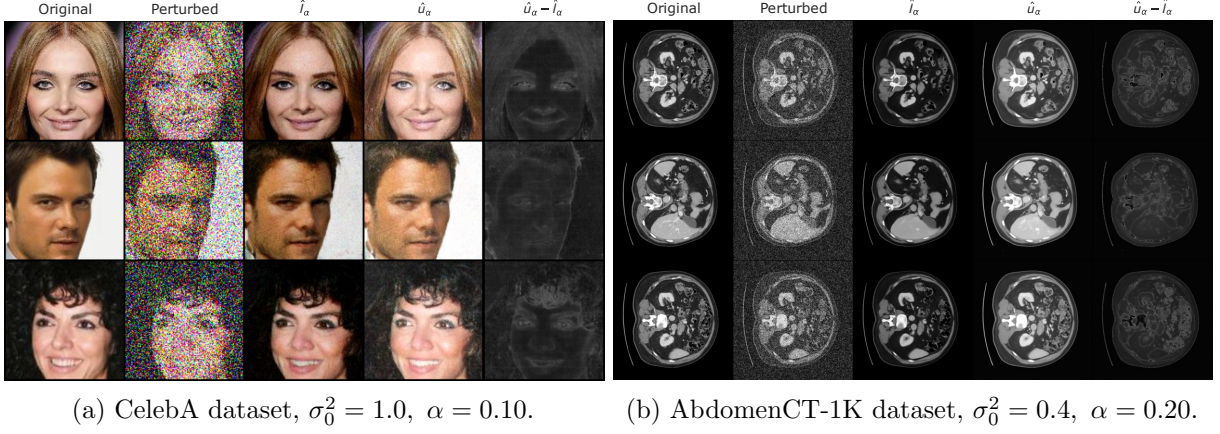 Original Perturbed $\hat{l}_\alpha$ $\hat{u}_\alpha$ $\hat{u}_\alpha - \hat{l}_\alpha$
Original Perturbed $\hat{l}_\alpha$ $\hat{u}_\alpha$ $\hat{u}_\alpha - \hat{l}_\alpha$
(a) CelebA dataset, $\sigma_0^2 = 1.0,\ \alpha = 0.10.$
(b) AbdomenCT-1K dataset, $\sigma_0^2 = 0.4,\ \alpha = 0.20.$